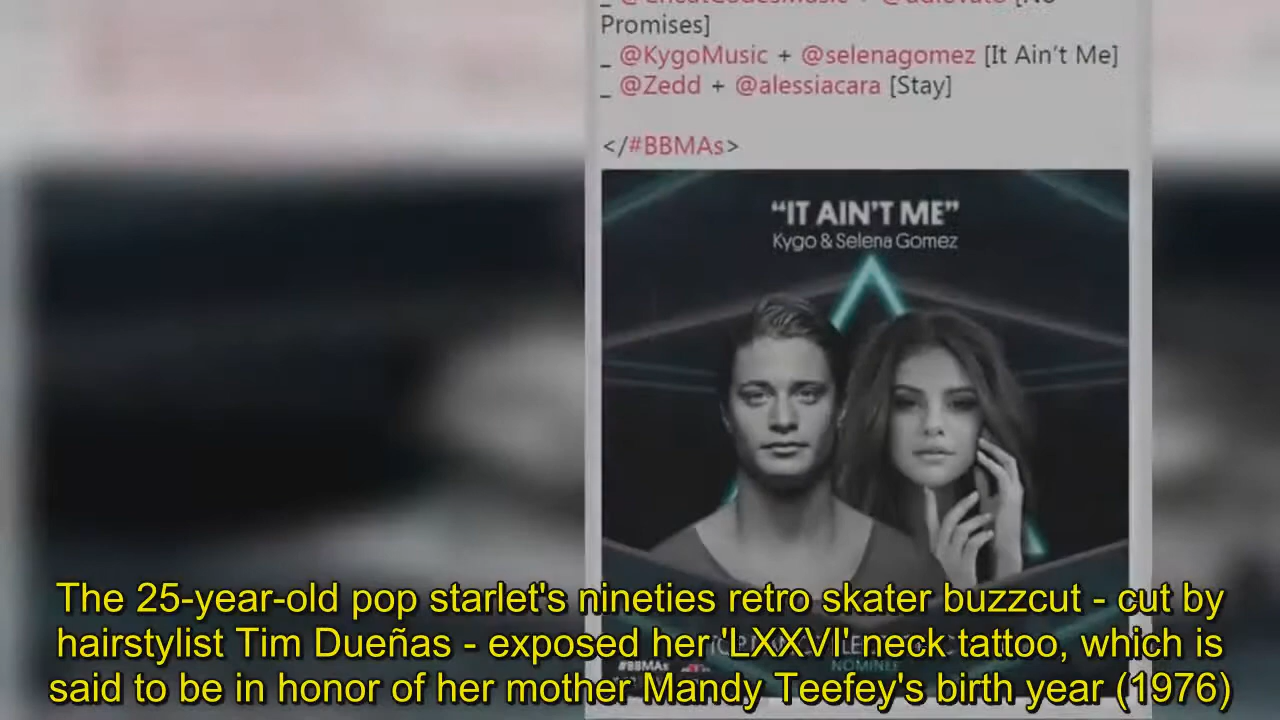 Promises]
_ @KygoMusic + @selenagomez [It Ain't Me]
_ @Zedd + @alessiacara [Stay]
</#BBMAs>
“IT AIN'T ME”
Kygo & Selena Gomez
NOMINEE
#BBMAs
The 25-year-old pop starlet's nineties retro skater buzzcut - cut by
hairstylist Tim Dueñas - exposed her 'LXXVI' neck tattoo, which is
said to be in honor of her mother Mandy Teefey's birth year (1976)